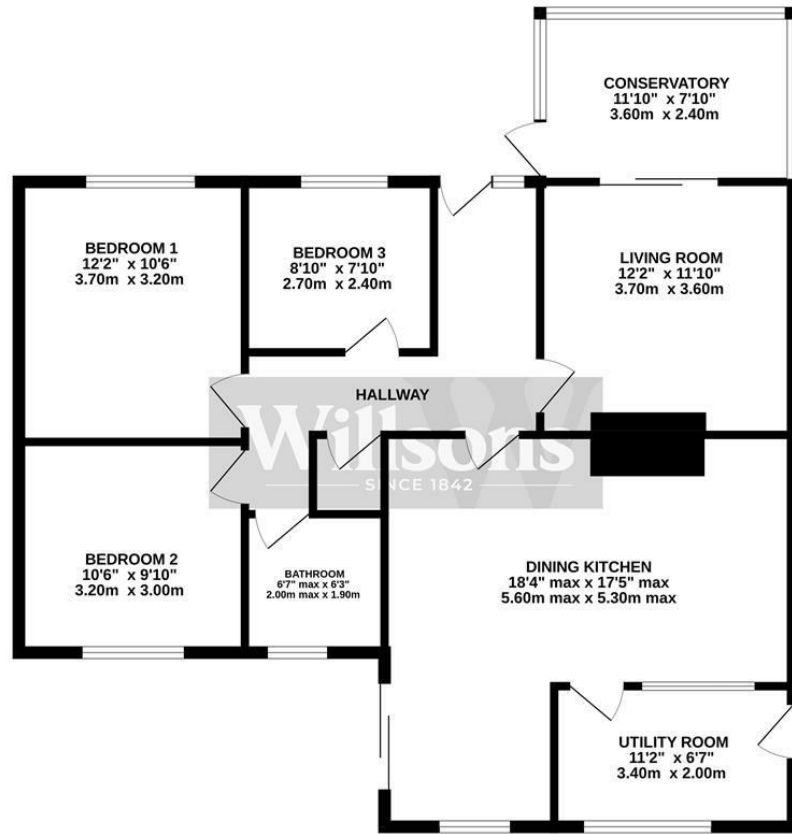 CONSERVATORY
11'10" x 7'10"
3.60m x 2.40m
BEDROOM 1
12'2" x 10'6"
3.70m x 3.20m
BEDROOM 3
8'10" x 7'10"
2.70m x 2.40m
LIVING ROOM
12'2" x 11'10"
3.70m x 3.60m
HALLWAY
Willsons
SINCE 1842
BEDROOM 2
10'6" x 9'10"
3.20m x 3.00m
BATHROOM
6'7" max x 6'3"
2.00m max x 1.90m
DINING KITCHEN
18'4" max x 17'5" max
5.60m max x 5.30m max
UTILITY ROOM
11'2" x 6'7"
3.40m x 2.00m